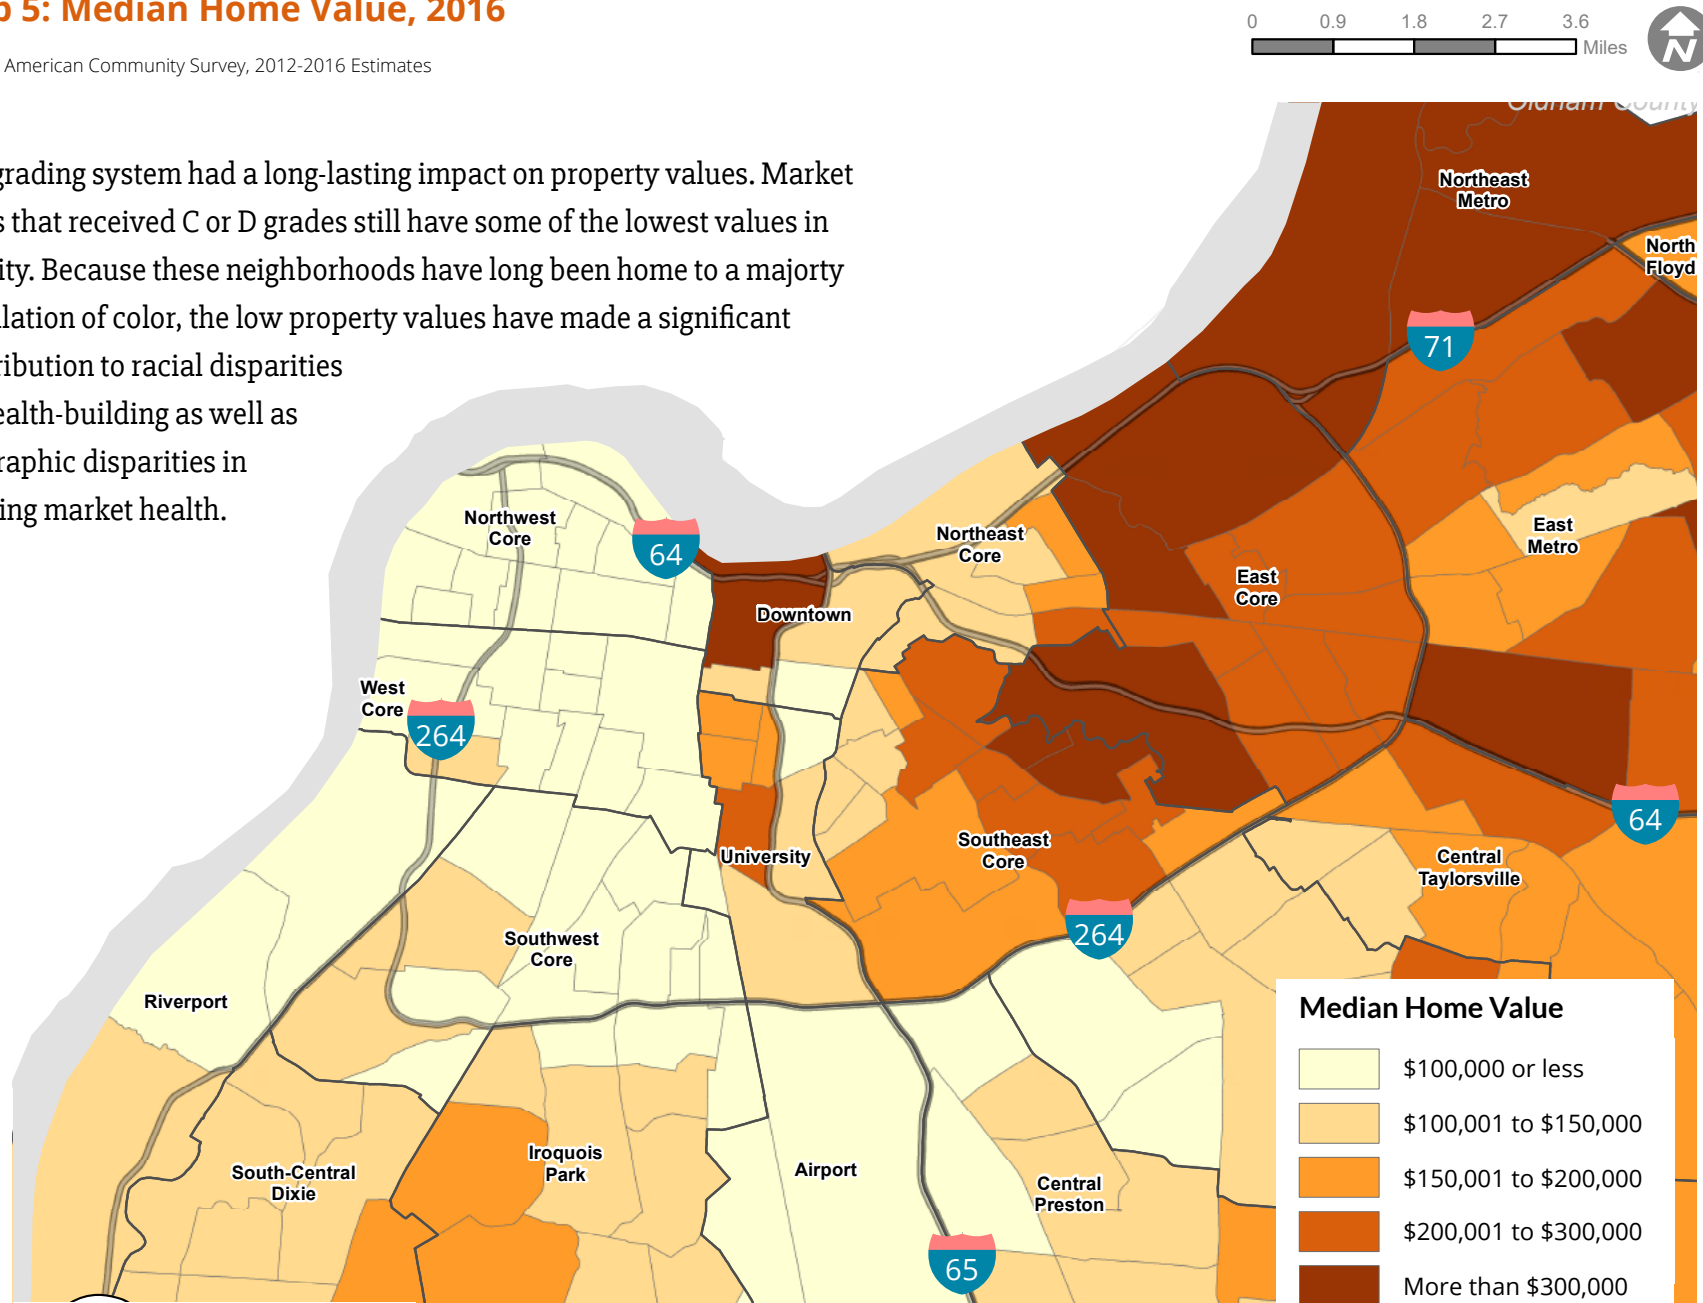 5: Median Home Value, 2016
American Community Survey, 2012-2016 Estimates
0 0.9 1.8 2.7 3.6
Miles
N
Oldham County
grading system had a long-lasting impact on property values. Market
s that received C or D grades still have some of the lowest values in
ity. Because these neighborhoods have long been home to a majorty
lation of color, the low property values have made a significant
ribution to racial disparities
ealth-building as well as
raphic disparities in
ing market health.
Northeast
Metro
North
Floyd
71
Northwest
Core
64
Northeast
Core
East
Metro
East
Core
Downtown
West
Core
264
64
University
Southeast
Core
Central
Taylorsville
264
Southwest
Core
Riverport
Iroquois
Park
South-Central
Dixie
Airport
Central
Preston
65
Median Home Value
$100,000 or less
$100,001 to $150,000
$150,001 to $200,000
$200,001 to $300,000
More than $300,000